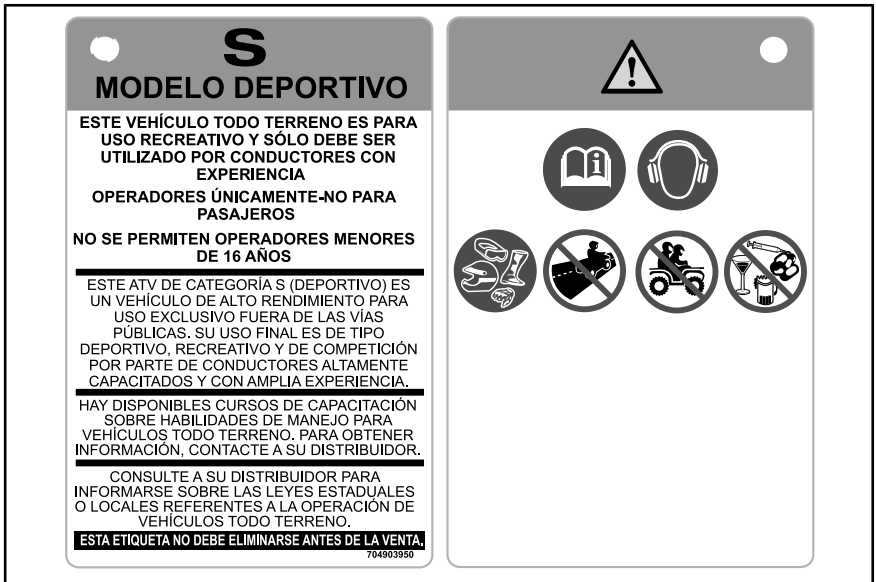 S
MODELO DEPORTIVO
ESTE VEHÍCULO TODO TERRENO ES PARA
USO RECREATIVO Y SÓLO DEBE SER
UTILIZADO POR CONDUCTORES CON
EXPERIENCIA
OPERADORES ÚNICAMENTE-NO PARA
PASAJEROS
NO SE PERMITEN OPERADORES MENORES
DE 16 AÑOS
ESTE ATV DE CATEGORÍA S (DEPORTIVO) ES
UN VEHÍCULO DE ALTO RENDIMIENTO PARA
USO EXCLUSIVO FUERA DE LAS VÍAS
PÚBLICAS. SU USO FINAL ES DE TIPO
DEPORTIVO, RECREATIVO Y DE COMPETICIÓN
POR PARTE DE CONDUCTORES ALTAMENTE
CAPACITADOS Y CON AMPLIA EXPERIENCIA.
HAY DISPONIBLES CURSOS DE CAPACITACIÓN
SOBRE HABILIDADES DE MANEJO PARA
VEHÍCULOS TODO TERRENO. PARA OBTENER
INFORMACIÓN, CONTACTE A SU DISTRIBUIDOR.
CONSULTE A SU DISTRIBUIDOR PARA
INFORMARSE SOBRE LAS LEYES ESTADUALES
O LOCALES REFERENTES A LA OPERACIÓN DE
VEHÍCULOS TODO TERRENO.
ESTA ETIQUETA NO DEBE ELIMINARSE ANTES DE LA VENTA.
704903950